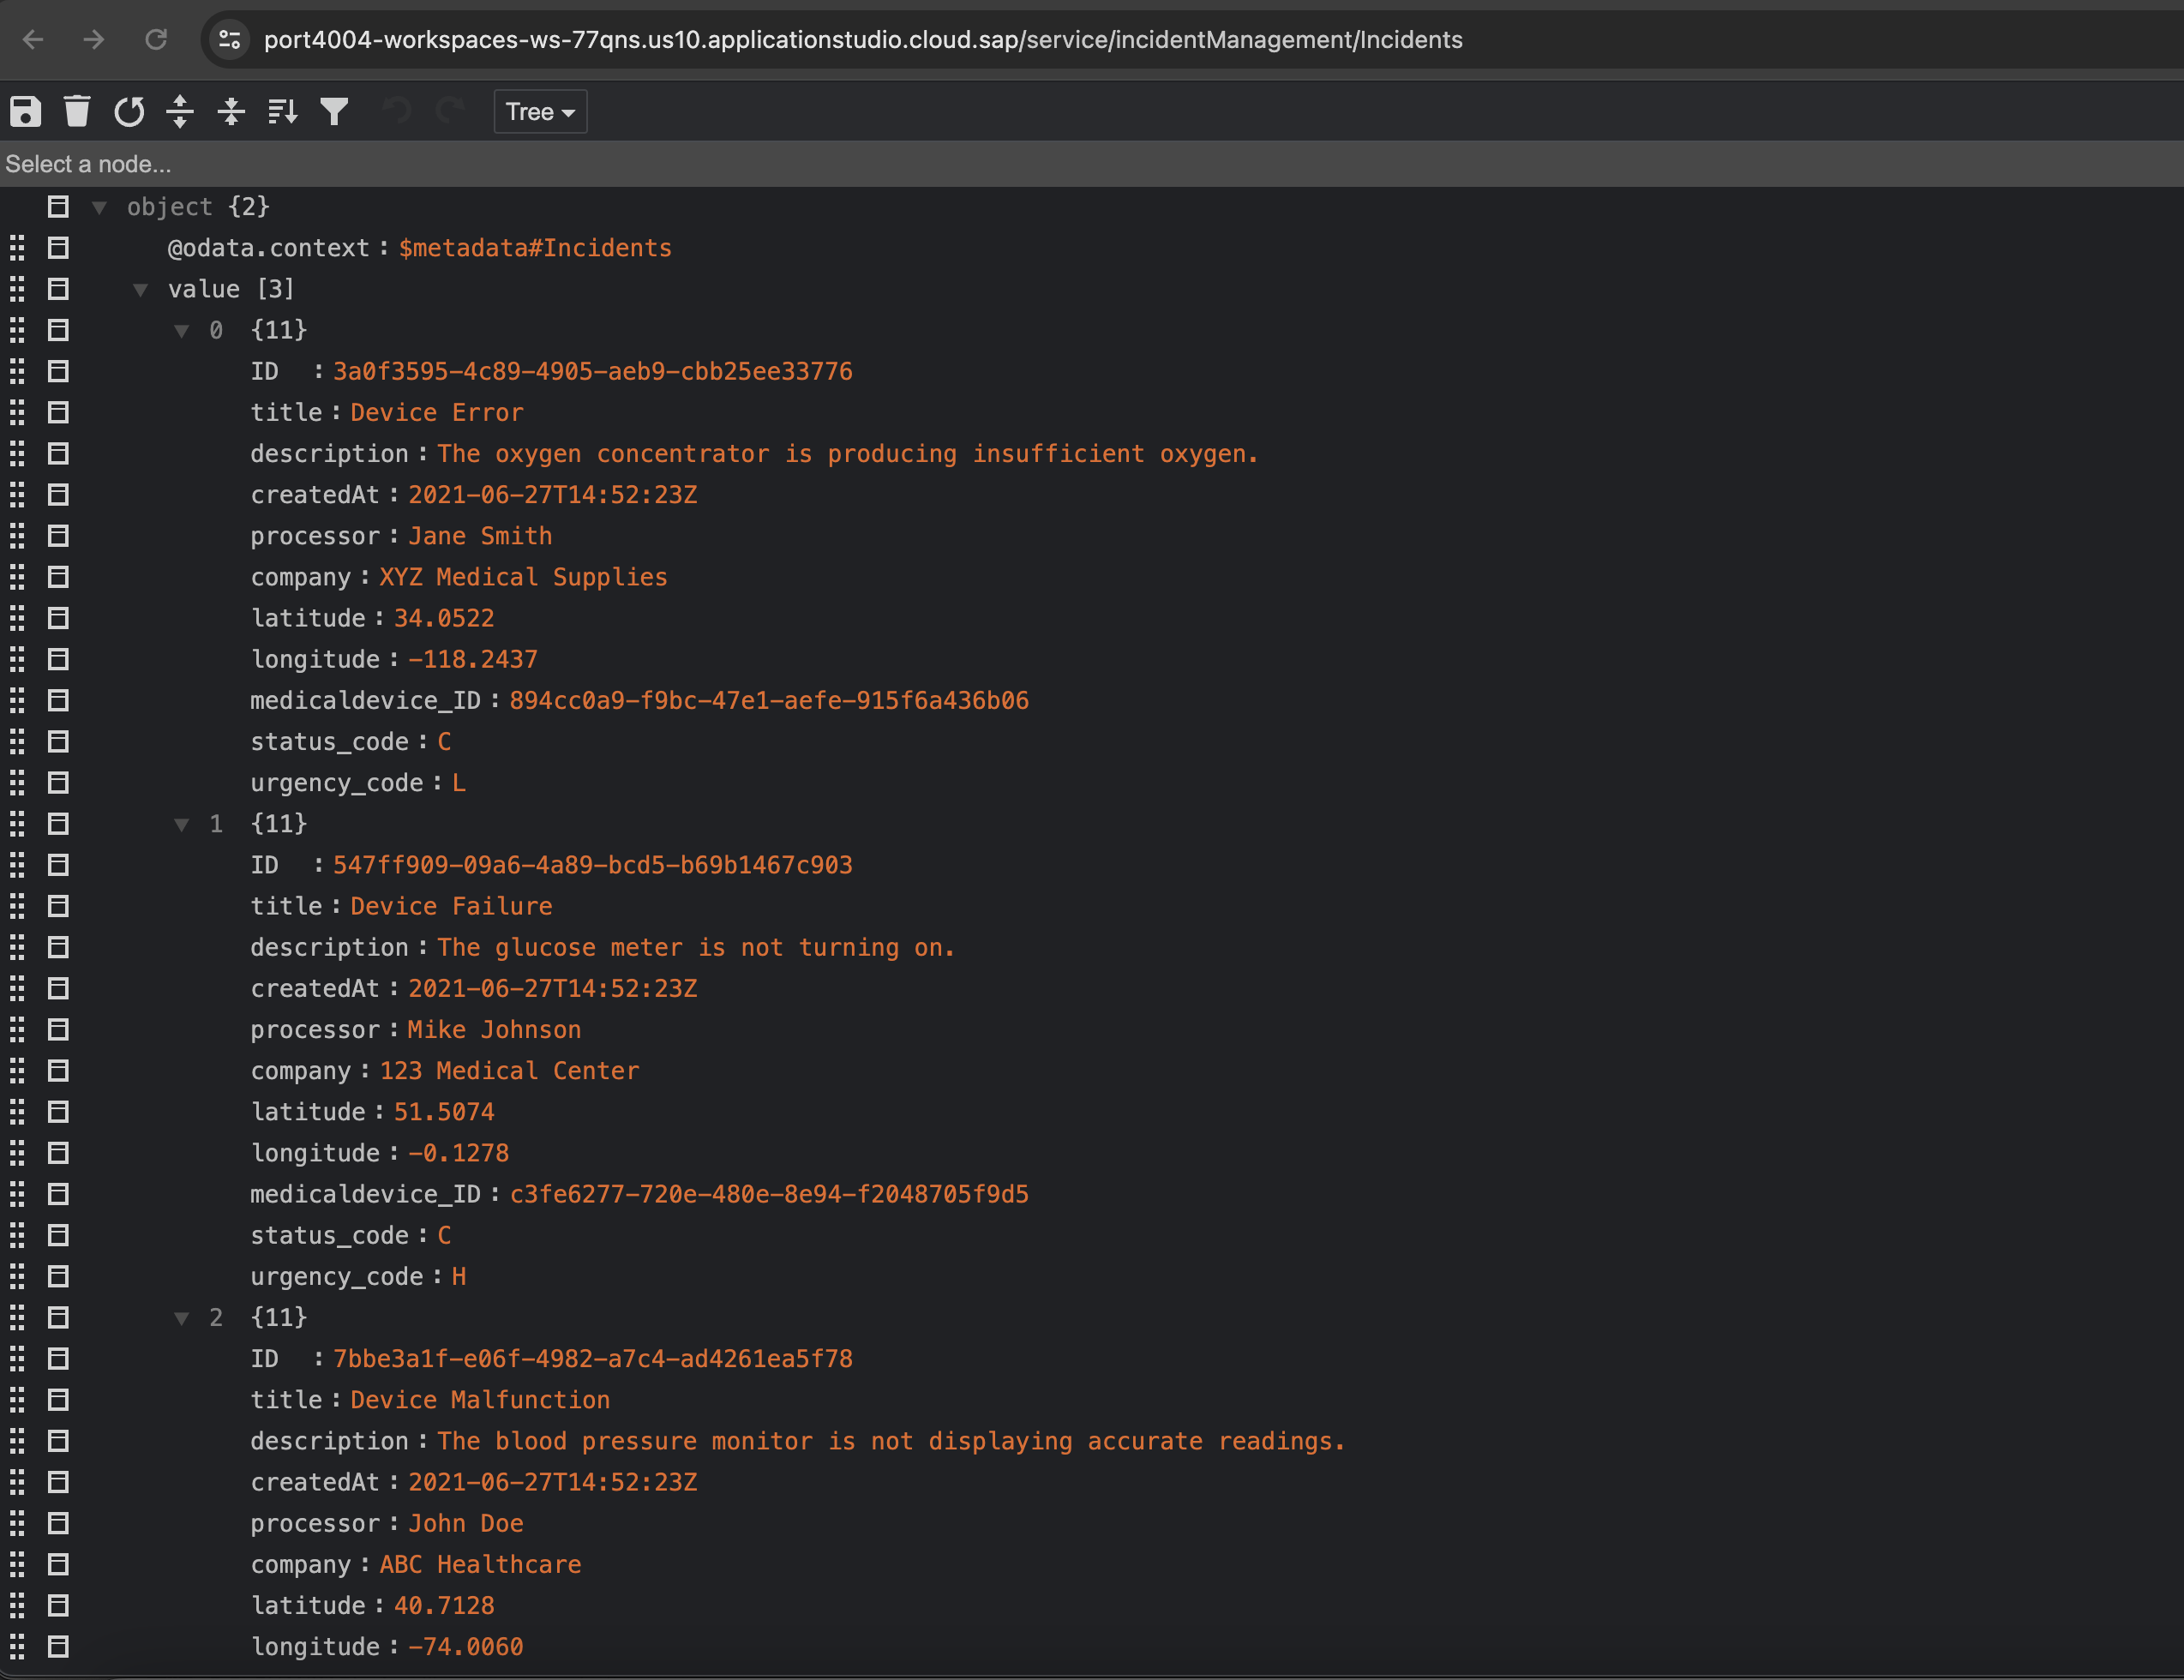 port4004-workspaces-ws-77qns.us10.applicationstudio.cloud.sap/service/incidentManagement/Incidents
Tree
Select a node...
object {2}
@odata.context : $metadata#Incidents
value [3]
0 {11}
ID : 3a0f3595-4c89-4905-aeb9-cbb25ee33776
title : Device Error
description : The oxygen concentrator is producing insufficient oxygen.
createdAt : 2021-06-27T14:52:23Z
processor : Jane Smith
company : XYZ Medical Supplies
latitude : 34.0522
longitude : -118.2437
medicaldevice_ID : 894cc0a9-f9bc-47e1-aefe-915f6a436b06
status_code : C
urgency_code : L
1 {11}
ID : 547ff909-09a6-4a89-bcd5-b69b1467c903
title : Device Failure
description : The glucose meter is not turning on.
createdAt : 2021-06-27T14:52:23Z
processor : Mike Johnson
company : 123 Medical Center
latitude : 51.5074
longitude : -0.1278
medicaldevice_ID : c3fe6277-720e-480e-8e94-f2048705f9d5
status_code : C
urgency_code : H
2 {11}
ID : 7bbe3a1f-e06f-4982-a7c4-ad4261ea5f78
title : Device Malfunction
description : The blood pressure monitor is not displaying accurate readings.
createdAt : 2021-06-27T14:52:23Z
processor : John Doe
company : ABC Healthcare
latitude : 40.7128
longitude : -74.0060